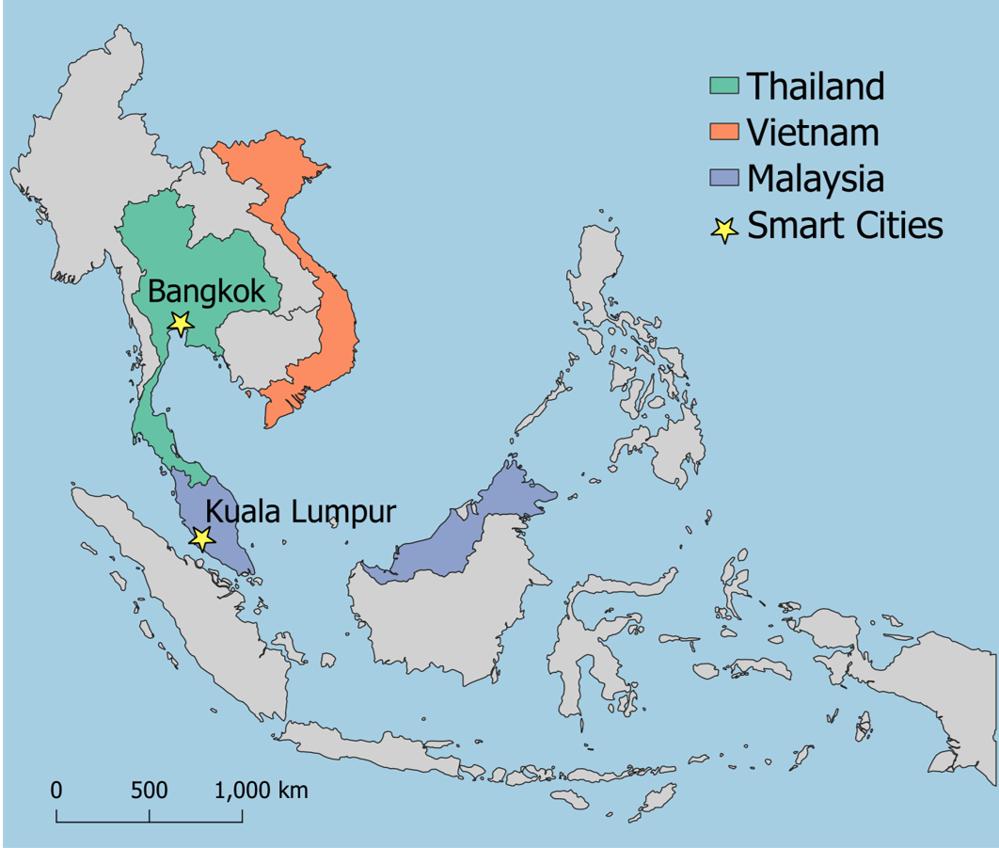 Thailand
Vietnam
Malaysia
Smart Cities
Bangkok
Kuala Lumpur
0 500 1,000 km